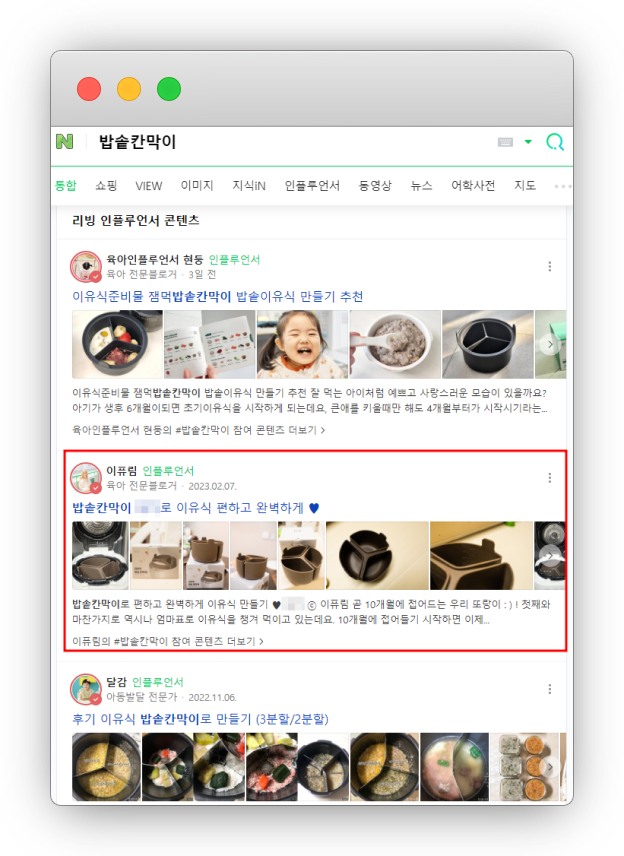 N 밥솥칸막이
통합 쇼핑 VIEW 이미지 지식iN 인플루언서 동영상 뉴스 어학사전 지도
리빙 인플루언서 콘텐츠
육아인플루언서 현동 인플루언서
육아 전문블로거 · 3일 전
이유식준비물 잼먹밥솥칸막이 밥솥이유식 만들기 추천
이유식준비물 잼먹밥솥칸막이 밥솥이유식 만들기 추천 잘 먹는 아이처럼 예쁘고 사랑스러운 모습이 있을까요?
아기가 생후 6개월이되면 초기이유식을 시작하게 되는데요, 큰애를 키울때만 해도 4개월부터가 시작시기라는...
육아인플루언서 현동의 #밥솥칸막이 참여 콘텐츠 더보기 >
이퓨림 인플루언서
육아 전문블로거 · 2023.02.07.
밥솥칸막이 로 이유식 편하고 완벽하게 ♥
밥솥칸막이로 편하고 완벽하게 이유식 만들기 ♥ ⓒ 이퓨림 곧 10개월에 접어드는 우리 또랑이 : ) ! 첫째와
마찬가지로 역시나 엄마표로 이유식을 챙겨 먹이고 있는데요. 10개월에 접어들기 시작하면 이제...
이퓨림의 #밥솥칸막이 참여 콘텐츠 더보기 >
달감 인플루언서
아동발달 전문가 · 2022.11.06.
후기 이유식 밥솥칸막이로 만들기 (3분할/2분할)